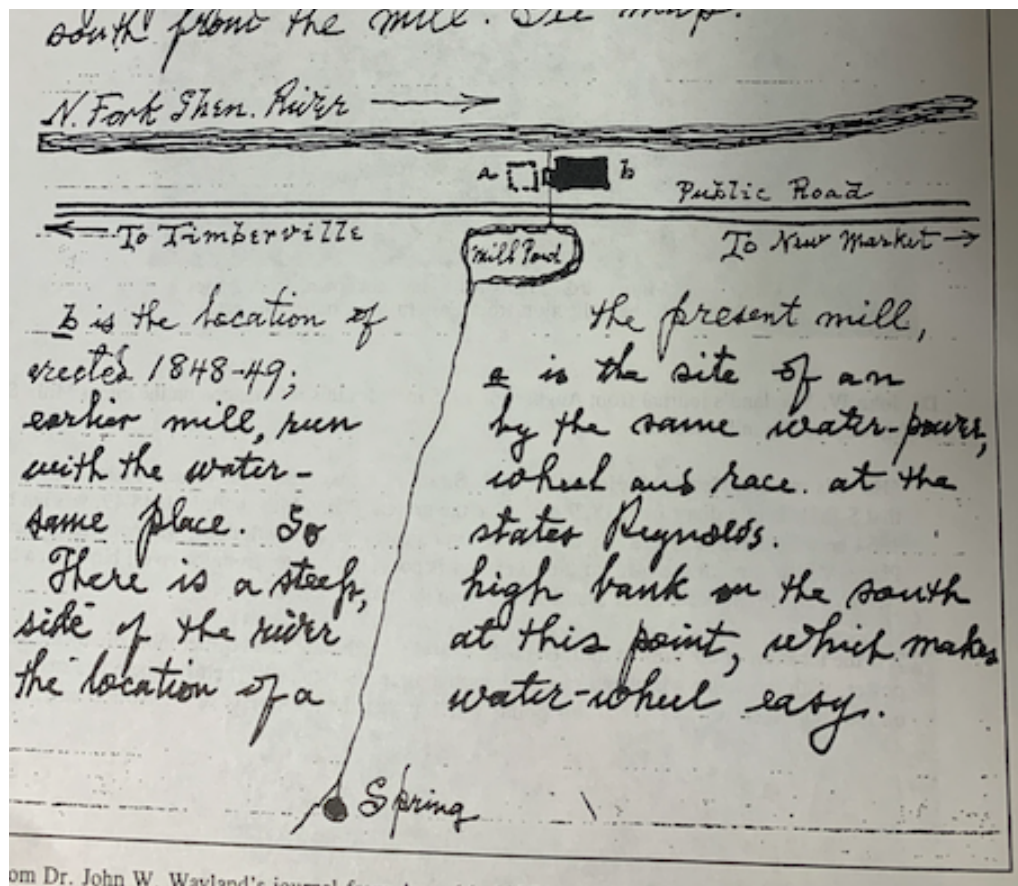 south from the mill. See map.
N. Fork Shen. River
a b
Public Road
To Timberville
To New Market
Mill Pond
b is the location of the present mill,
erected 1848-49; a is the site of an
earlier mill, run by the same water-power,
with the water-wheel and race. at the
same place. So states Reynolds.
There is a steep, high bank on the south
side of the river at this point, which makes
the location of a water-wheel easy.
Spring
om Dr. John W. Wayland's journal